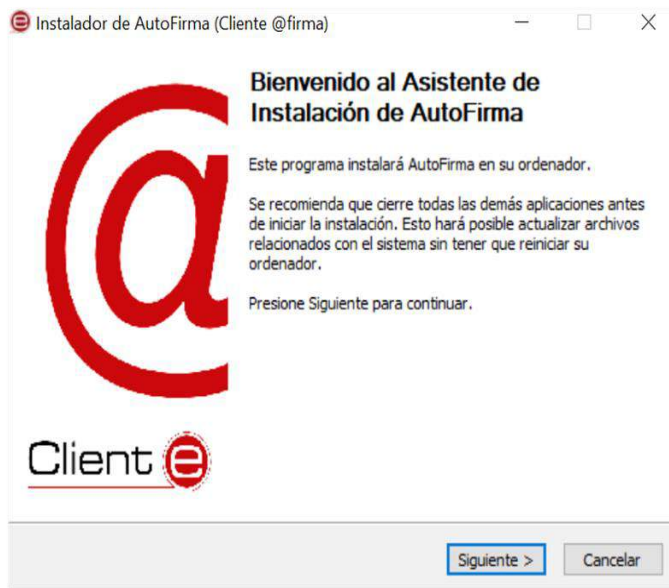 Instalador de AutoFirma (Cliente @firma)
Bienvenido al Asistente de
Instalación de AutoFirma
Este programa instalará AutoFirma en su ordenador.
Se recomienda que cierre todas las demás aplicaciones antes
de iniciar la instalación. Esto hará posible actualizar archivos
relacionados con el sistema sin tener que reiniciar su
ordenador.
Presione Siguiente para continuar.
@
Cliente
Siguiente >
Cancelar